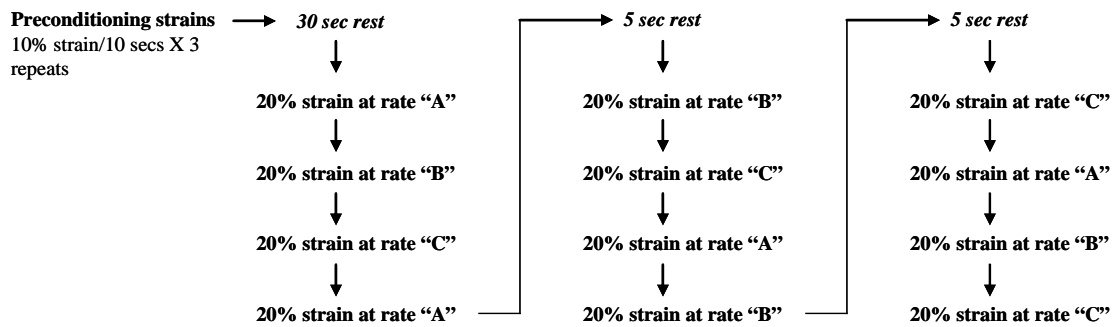 Preconditioning strains
10% strain/10 secs X 3
repeats
30 sec rest
20% strain at rate “A”
20% strain at rate “B”
20% strain at rate “C”
20% strain at rate “A”
5 sec rest
20% strain at rate “B”
20% strain at rate “C”
20% strain at rate “A”
20% strain at rate “B”
5 sec rest
20% strain at rate “C”
20% strain at rate “A”
20% strain at rate “B”
20% strain at rate “C”